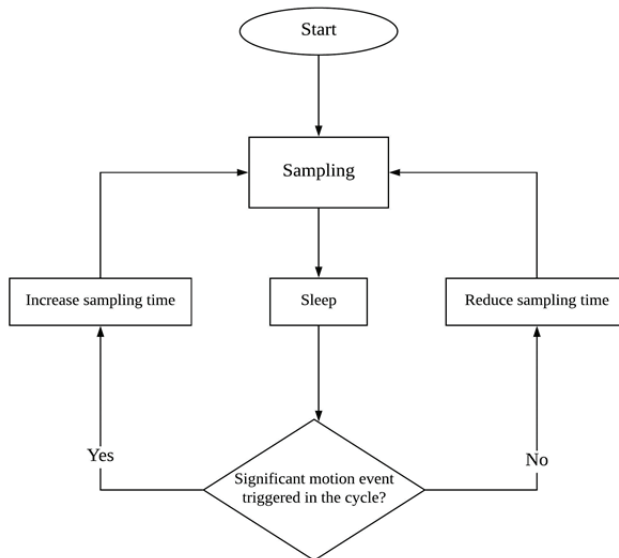 Start
Sampling
Increase sampling time
Sleep
Reduce sampling time
Yes
No
Significant motion event
triggered in the cycle?